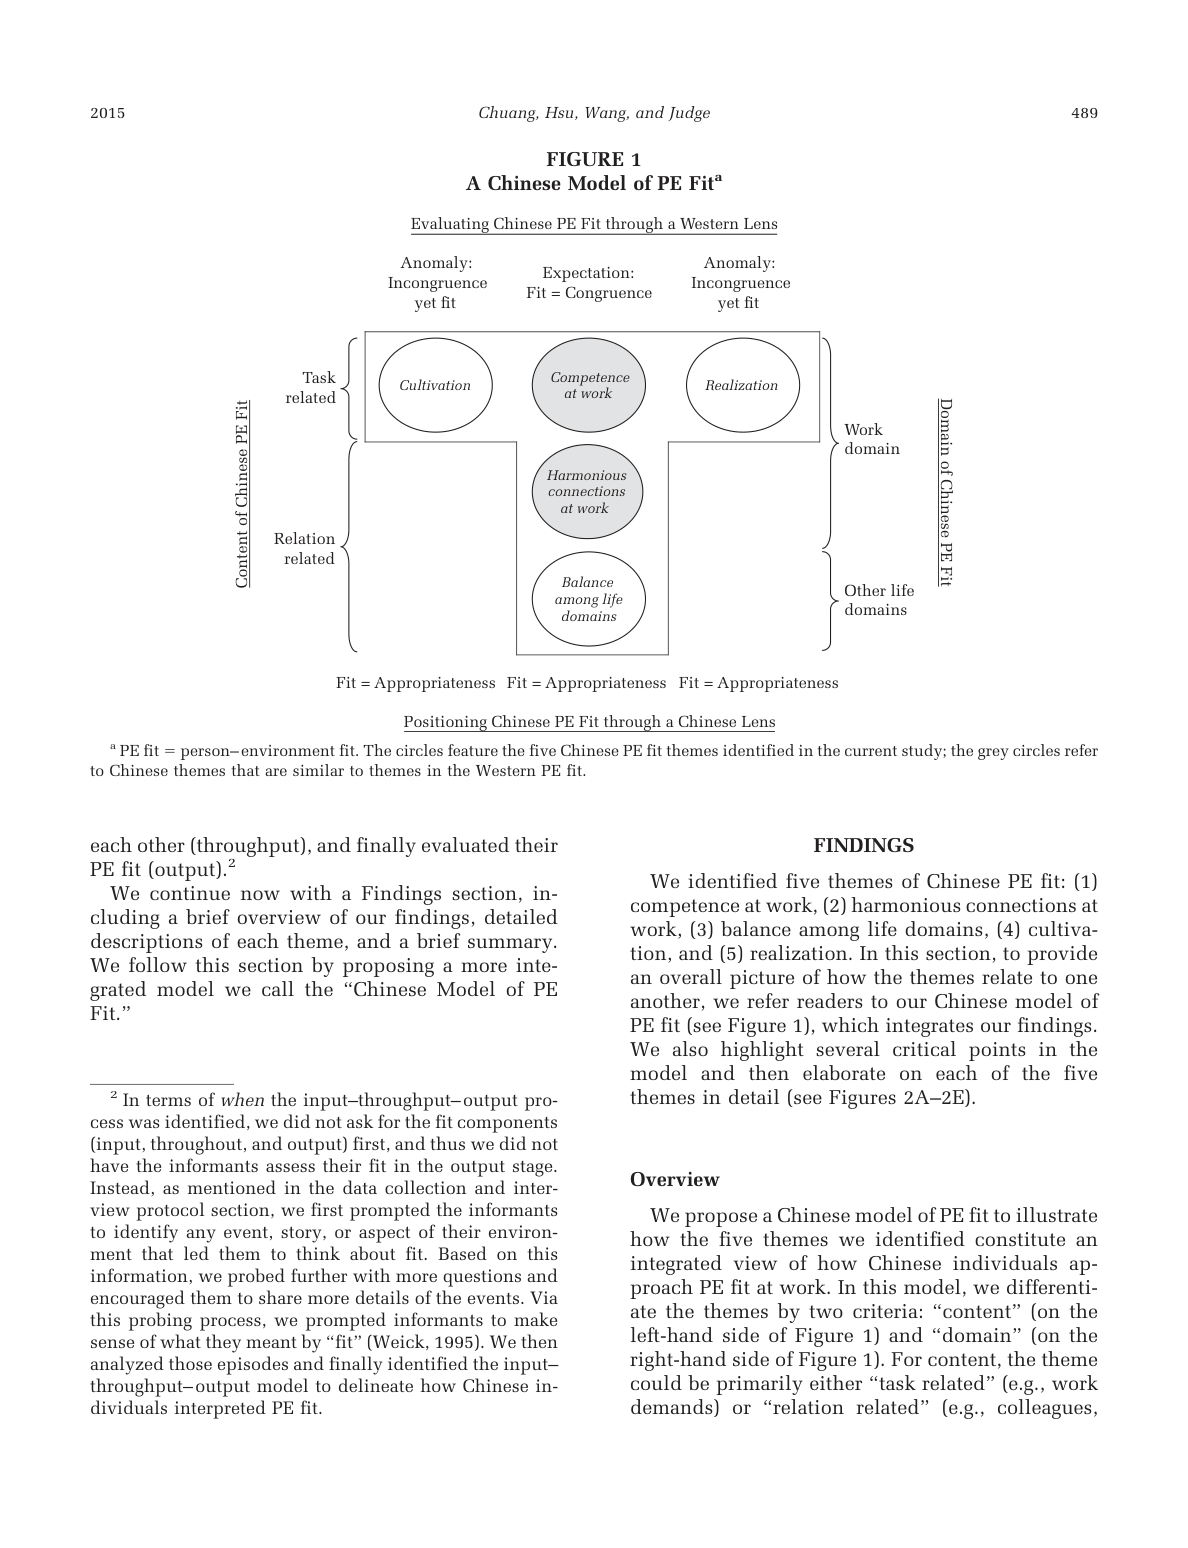 2015
Chuang, Hsu, Wang, and Judge
489
FIGURE 1
A Chinese Model of PE Fitᵃ
Evaluating Chinese PE Fit through a Western Lens
Anomaly:
Incongruence
yet fit
Expectation:
Fit = Congruence
Anomaly:
Incongruence
yet fit
Content of Chinese PE Fit
Task
related
Relation
related
Cultivation
Competence
at work
Realization
Harmonious
connections
at work
Balance
among life
domains
Work
domain
Other life
domains
Domain of Chinese PE Fit
Fit = Appropriateness Fit = Appropriateness Fit = Appropriateness
Positioning Chinese PE Fit through a Chinese Lens
ᵃ PE fit = person–environment fit. The circles feature the five Chinese PE fit themes identified in the current study; the grey circles refer
to Chinese themes that are similar to themes in the Western PE fit.
each other (throughput), and finally evaluated their
PE fit (output).²
We continue now with a Findings section, in-
cluding a brief overview of our findings, detailed
descriptions of each theme, and a brief summary.
We follow this section by proposing a more inte-
grated model we call the “Chinese Model of PE
Fit.”
² In terms of when the input–throughput–output pro-
cess was identified, we did not ask for the fit components
(input, throughout, and output) first, and thus we did not
have the informants assess their fit in the output stage.
Instead, as mentioned in the data collection and inter-
view protocol section, we first prompted the informants
to identify any event, story, or aspect of their environ-
ment that led them to think about fit. Based on this
information, we probed further with more questions and
encouraged them to share more details of the events. Via
this probing process, we prompted informants to make
sense of what they meant by “fit” (Weick, 1995). We then
analyzed those episodes and finally identified the input–
throughput–output model to delineate how Chinese in-
dividuals interpreted PE fit.
FINDINGS
We identified five themes of Chinese PE fit: (1)
competence at work, (2) harmonious connections at
work, (3) balance among life domains, (4) cultiva-
tion, and (5) realization. In this section, to provide
an overall picture of how the themes relate to one
another, we refer readers to our Chinese model of
PE fit (see Figure 1), which integrates our findings.
We also highlight several critical points in the
model and then elaborate on each of the five
themes in detail (see Figures 2A–2E).
Overview
We propose a Chinese model of PE fit to illustrate
how the five themes we identified constitute an
integrated view of how Chinese individuals ap-
proach PE fit at work. In this model, we differenti-
ate the themes by two criteria: “content” (on the
left-hand side of Figure 1) and “domain” (on the
right-hand side of Figure 1). For content, the theme
could be primarily either “task related” (e.g., work
demands) or “relation related” (e.g., colleagues,